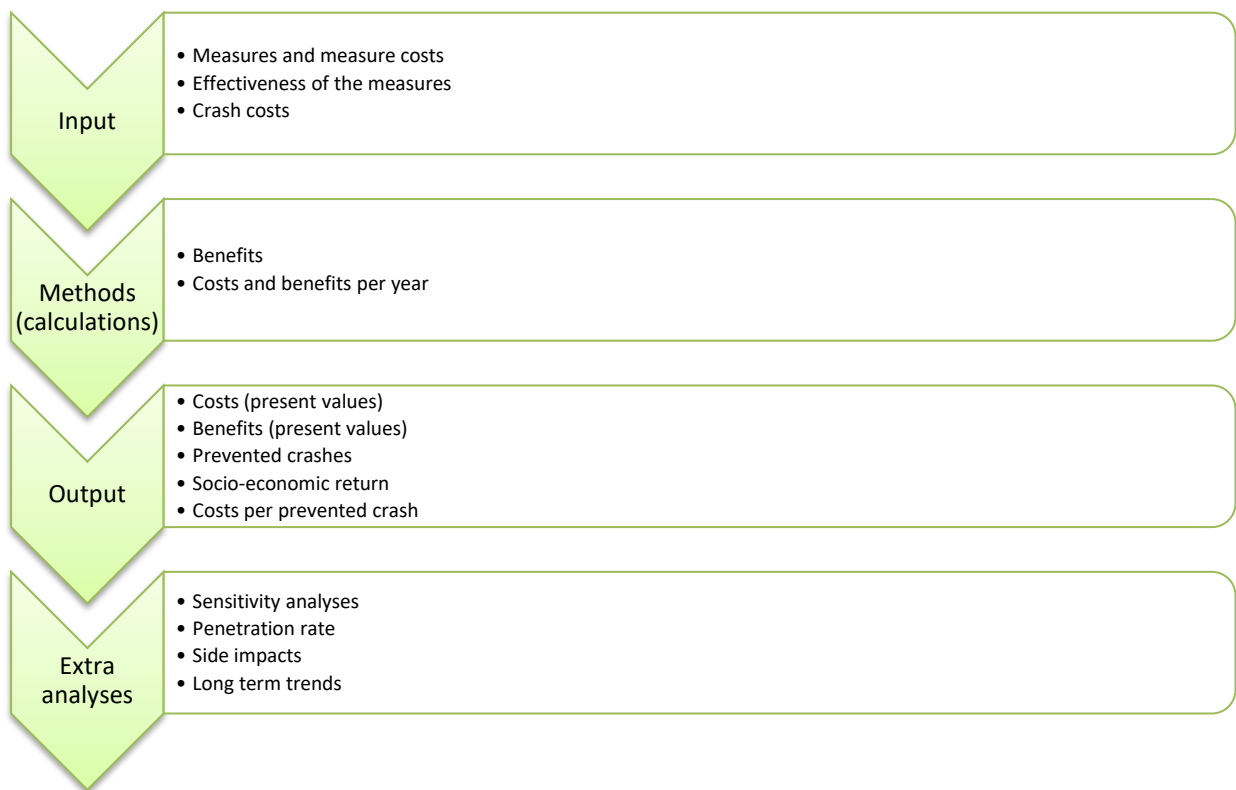 Input
• Measures and measure costs
• Effectiveness of the measures
• Crash costs
Methods
(calculations)
• Benefits
• Costs and benefits per year
Output
• Costs (present values)
• Benefits (present values)
• Prevented crashes
• Socio-economic return
• Costs per prevented crash
Extra
analyses
• Sensitivity analyses
• Penetration rate
• Side impacts
• Long term trends